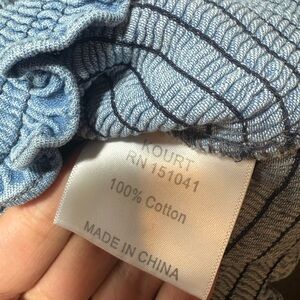 KOURT
RN 151041
100% Cotton
MADE IN CHINA